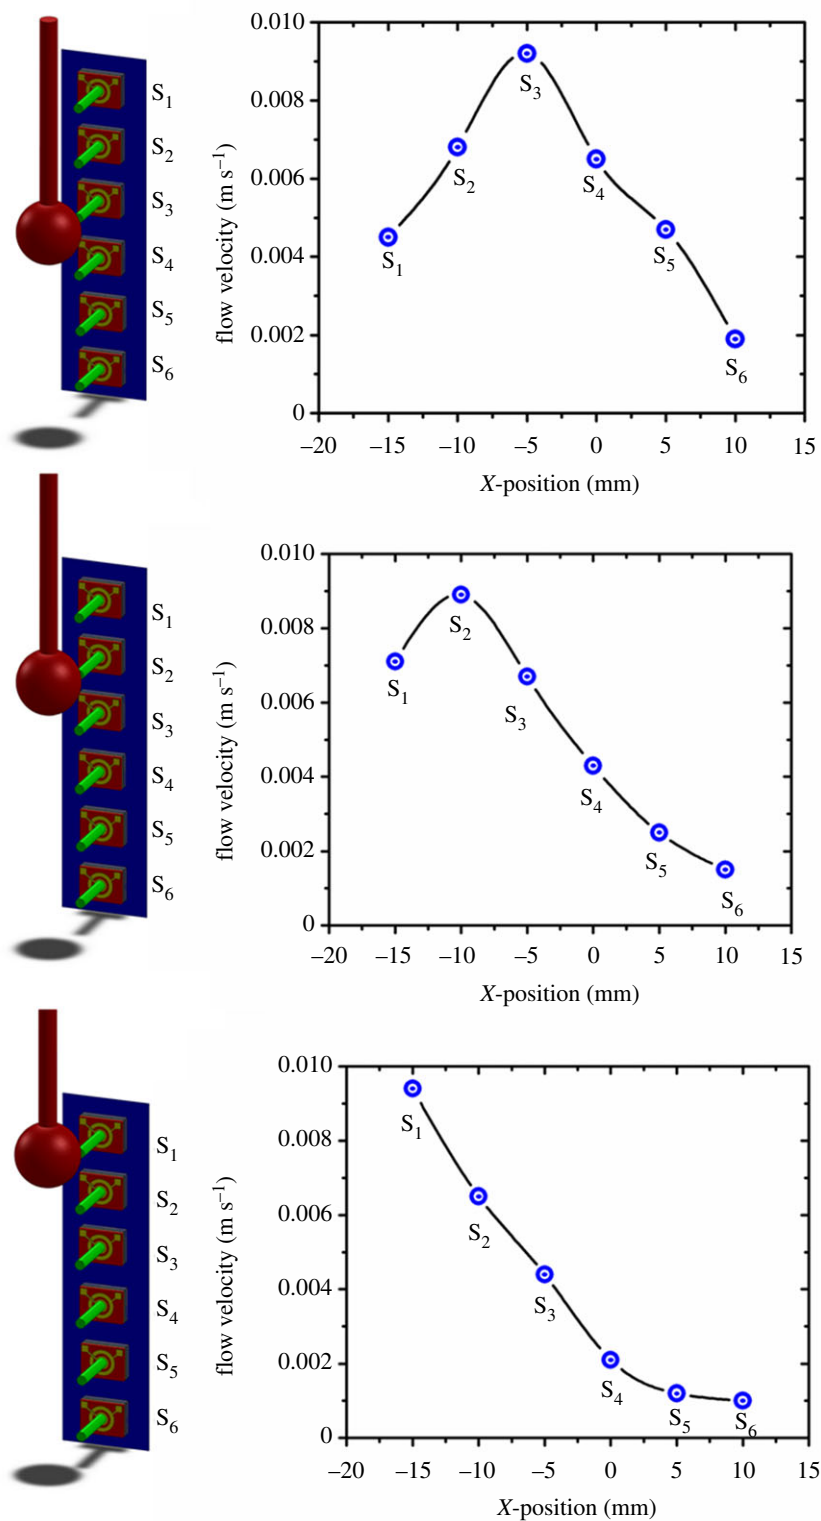 S1
S2
S3
S4
S5
S6
flow velocity (m s−1)
0.010
0.008
0.006
0.004
0.002
0
S1
S2
S3
S4
S5
S6
−20 −15 −10 −5 0 5 10 15
X-position (mm)
S1
S2
S3
S4
S5
S6
flow velocity (m s−1)
0.010
0.008
0.006
0.004
0.002
0
S1
S2
S3
S4
S5
S6
−20 −15 −10 −5 0 5 10 15
X-position (mm)
S1
S2
S3
S4
S5
S6
flow velocity (m s−1)
0.010
0.008
0.006
0.004
0.002
0
S1
S2
S3
S4
S5
S6
−20 −15 −10 −5 0 5 10 15
X-position (mm)